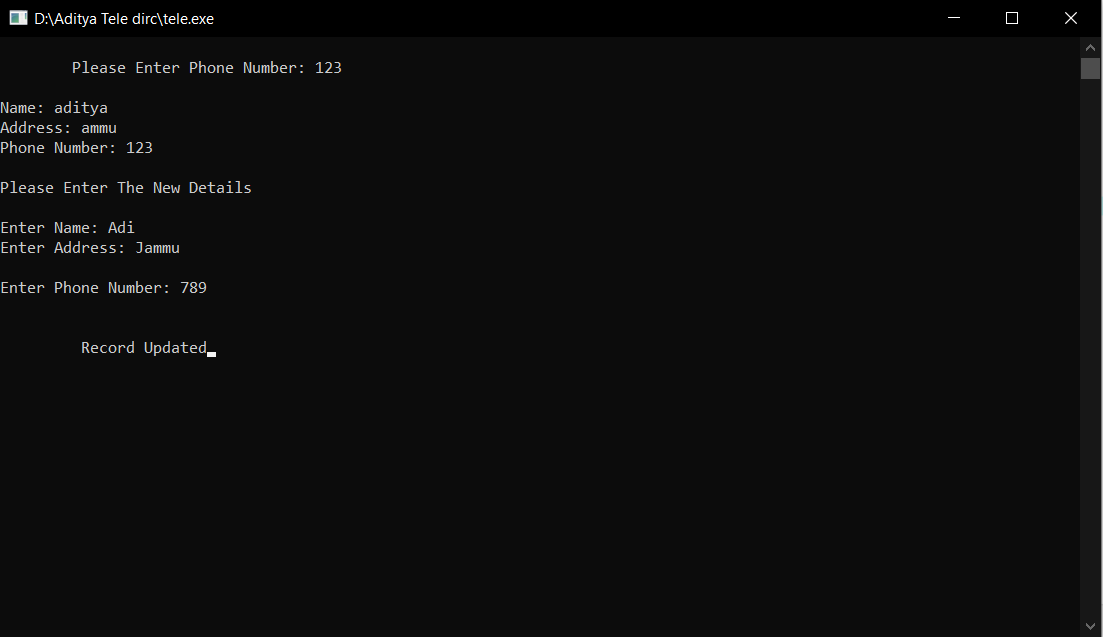 D:\Aditya Tele dirc\tele.exe
Please Enter Phone Number: 123
Name: aditya
Address: ammu
Phone Number: 123
Please Enter The New Details
Enter Name: Adi
Enter Address: Jammu
Enter Phone Number: 789
Record Updated